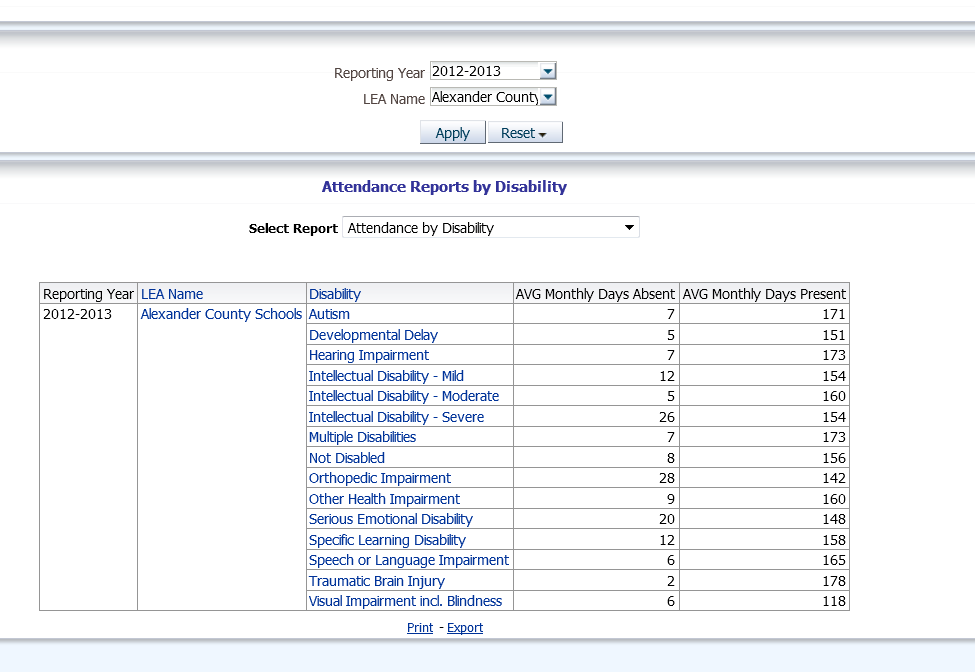 Reporting Year 2012-2013
LEA Name Alexander County
Apply Reset
Attendance Reports by Disability
Select Report Attendance by Disability
Reporting Year LEA Name Disability AVG Monthly Days Absent AVG Monthly Days Present
2012-2013 Alexander County Schools Autism 7 171
Developmental Delay 5 151
Hearing Impairment 7 173
Intellectual Disability - Mild 12 154
Intellectual Disability - Moderate 5 160
Intellectual Disability - Severe 26 154
Multiple Disabilities 7 173
Not Disabled 8 156
Orthopedic Impairment 28 142
Other Health Impairment 9 160
Serious Emotional Disability 20 148
Specific Learning Disability 12 158
Speech or Language Impairment 6 165
Traumatic Brain Injury 2 178
Visual Impairment incl. Blindness 6 118
Print - Export